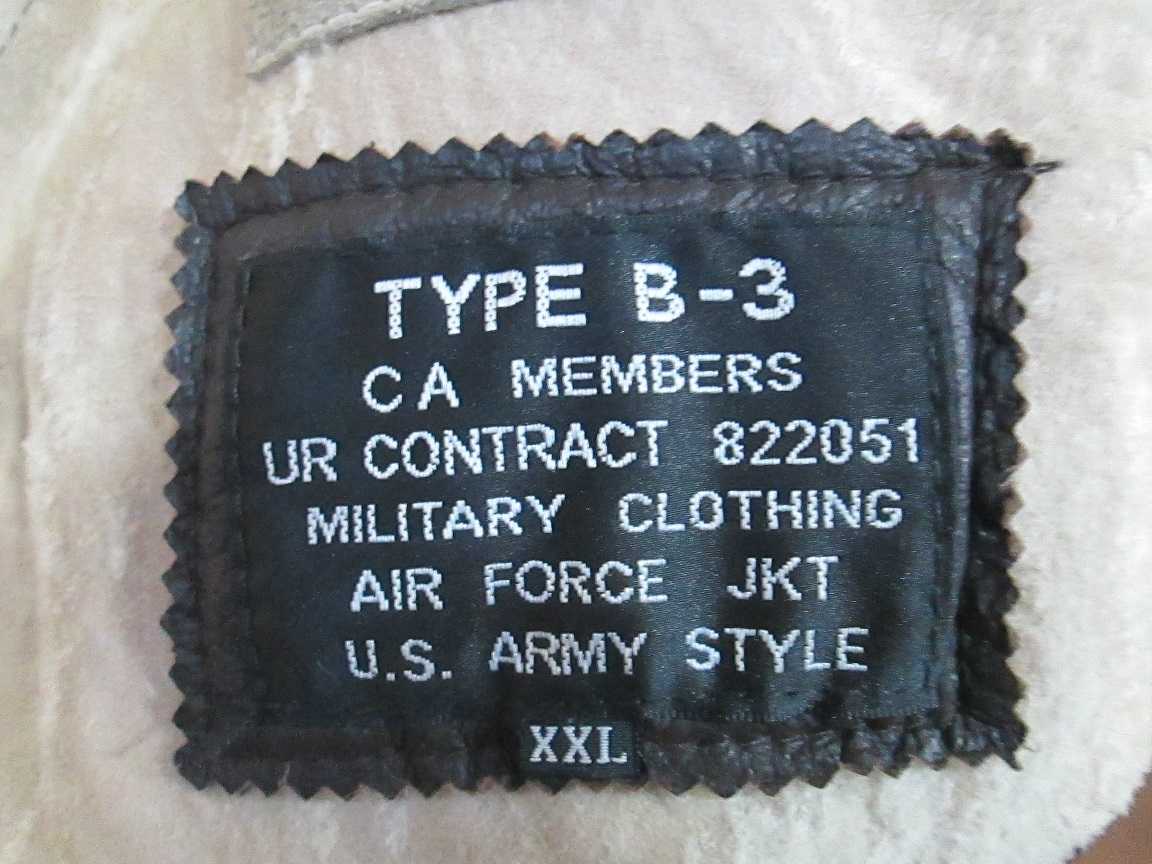 TYPE B-3
CA MEMBERS
UR CONTRACT 822051
MILITARY CLOTHING
AIR FORCE JKT
U.S. ARMY STYLE
XXL